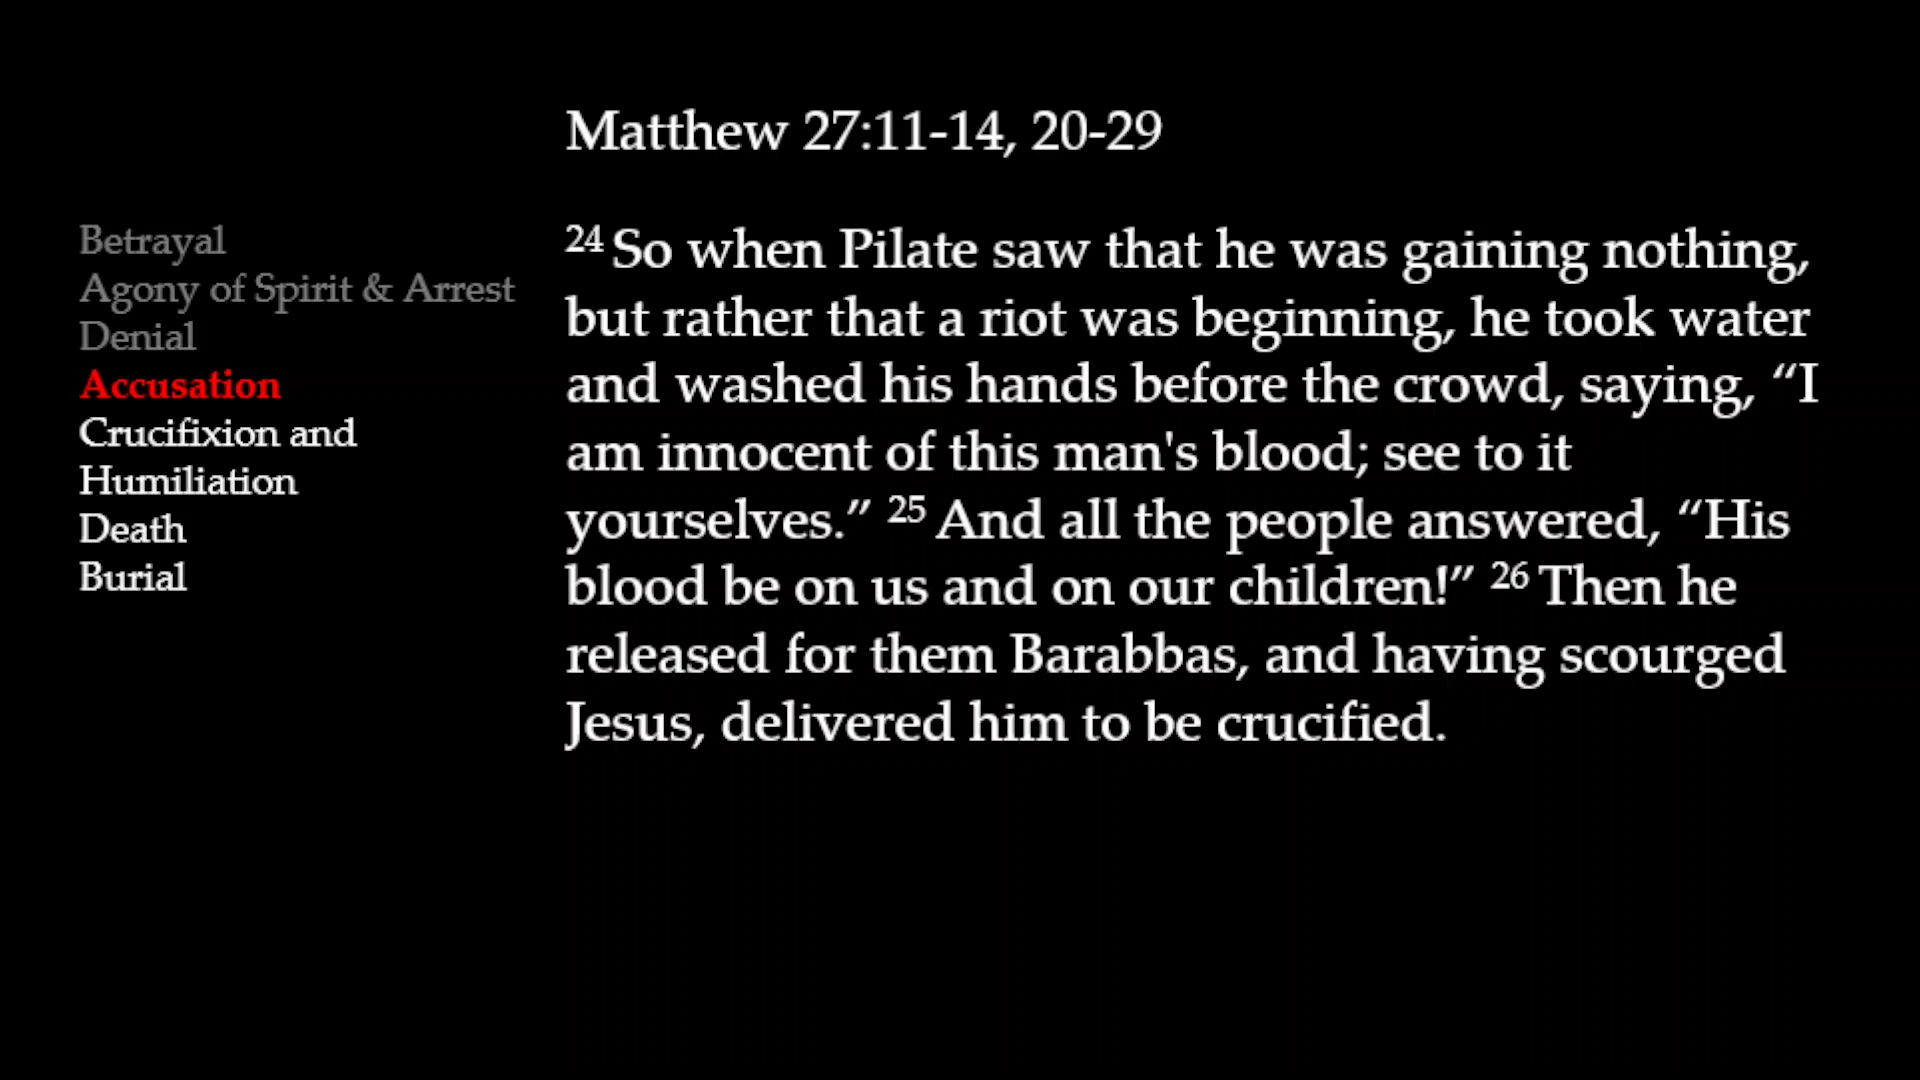 Matthew 27:11-14, 20-29
Betrayal
Agony of Spirit & Arrest
Denial
Accusation
Crucifixion and
Humiliation
Death
Burial
24 So when Pilate saw that he was gaining nothing,
but rather that a riot was beginning, he took water
and washed his hands before the crowd, saying, “I
am innocent of this man's blood; see to it
yourselves.” 25 And all the people answered, “His
blood be on us and on our children!” 26 Then he
released for them Barabbas, and having scourged
Jesus, delivered him to be crucified.